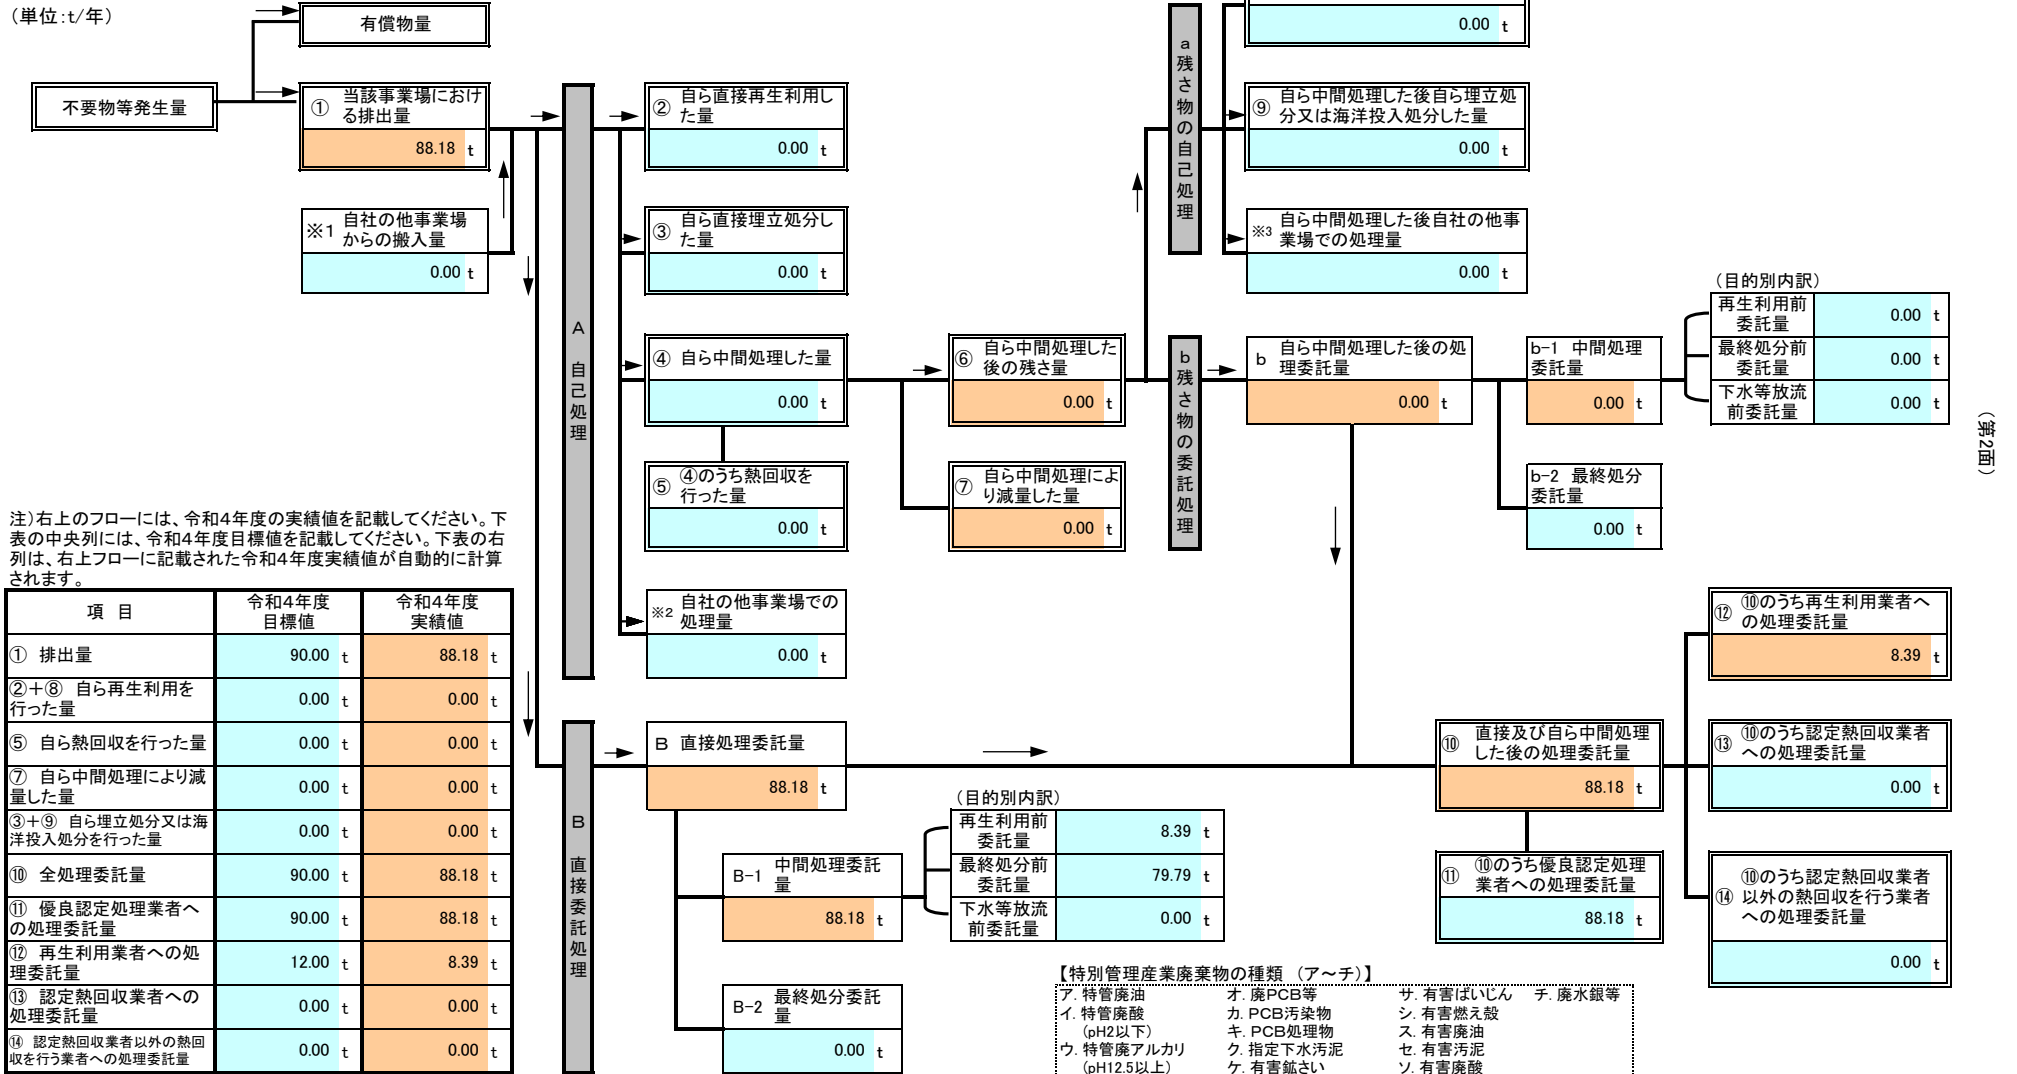 （単位：t/年）
有償物量
不要物等発生量
① 当該事業場におけ
る排出量
88.18 t
※1 自社の他事業場
からの搬入量
0.00 t
A 自己処理
② 自ら直接再生利用し
た量
0.00 t
③ 自ら直接埋立処分し
た量
0.00 t
④ 自ら中間処理した量
0.00 t
⑤ ④のうち熱回収を
行った量
0.00 t
※2 自社の他事業場での
処理量
0.00 t
⑥ 自ら中間処理した
後の残さ量
0.00 t
⑦ 自ら中間処理によ
り減量した量
0.00 t
a 残さ物の自己処理
0.00 t
⑨ 自ら中間処理した後自ら埋立処
分又は海洋投入処分した量
0.00 t
※3 自ら中間処理した後自社の他事
業場での処理量
0.00 t
b 残さ物の委託処理
b 自ら中間処理した後の処
理委託量
0.00 t
b-1 中間処理
委託量
0.00 t
b-2 最終処分
委託量
0.00 t
（目的別内訳）
再生利用前
委託量
0.00 t
最終処分前
委託量
0.00 t
下水等放流
前委託量
0.00 t
（第2面）
注）右上のフローには、令和4年度の実績値を記載してください。下
表の中央列には、令和4年度目標値を記載してください。下表の右
列は、右上フローに記載された令和4年度実績値が自動的に計算
されます。
項 目 令和4年度 令和4年度
目標値 実績値
① 排出量 90.00 t 88.18 t
②＋⑧ 自ら再生利用を
行った量 0.00 t 0.00 t
⑤ 自ら熱回収を行った量 0.00 t 0.00 t
⑦ 自ら中間処理により減
量した量 0.00 t 0.00 t
③＋⑨ 自ら埋立処分又は海
洋投入処分を行った量 0.00 t 0.00 t
⑩ 全処理委託量 90.00 t 88.18 t
⑪ 優良認定処理業者へ
の処理委託量 90.00 t 88.18 t
⑫ 再生利用業者への処
理委託量 12.00 t 8.39 t
⑬ 認定熱回収業者への
処理委託量 0.00 t 0.00 t
⑭ 認定熱回収業者以外の熱回
収を行う業者への処理委託量 0.00 t 0.00 t
B 直接委託処理
B 直接処理委託量
88.18 t
B-1 中間処理委託
量
88.18 t
B-2 最終処分委託
量
0.00 t
（目的別内訳）
再生利用前
委託量
8.39 t
最終処分前
委託量
79.79 t
下水等放流
前委託量
0.00 t
⑩ 直接及び自ら中間処理
した後の処理委託量
88.18 t
⑪ ⑩のうち優良認定処理
業者への処理委託量
88.18 t
⑫ ⑩のうち再生利用業者へ
の処理委託量
8.39 t
⑬ ⑩のうち認定熱回収業者
への処理委託量
0.00 t
⑭ ⑩のうち認定熱回収業者
以外の熱回収を行う業者
への処理委託量
0.00 t
【特別管理産業廃棄物の種類 （ア～チ）】
ア．特管廃油 オ．廃PCB等 サ．有害ばいじん チ．廃水銀等
イ．特管廃酸 カ．PCB汚染物 シ．有害燃え殻
（pH2以下） キ．PCB処理物 ス．有害廃油
ウ．特管廃アルカリ ク．指定下水汚泥 セ．有害汚泥
（pH12.5以上） ケ．有害鉱さい ソ．有害廃酸